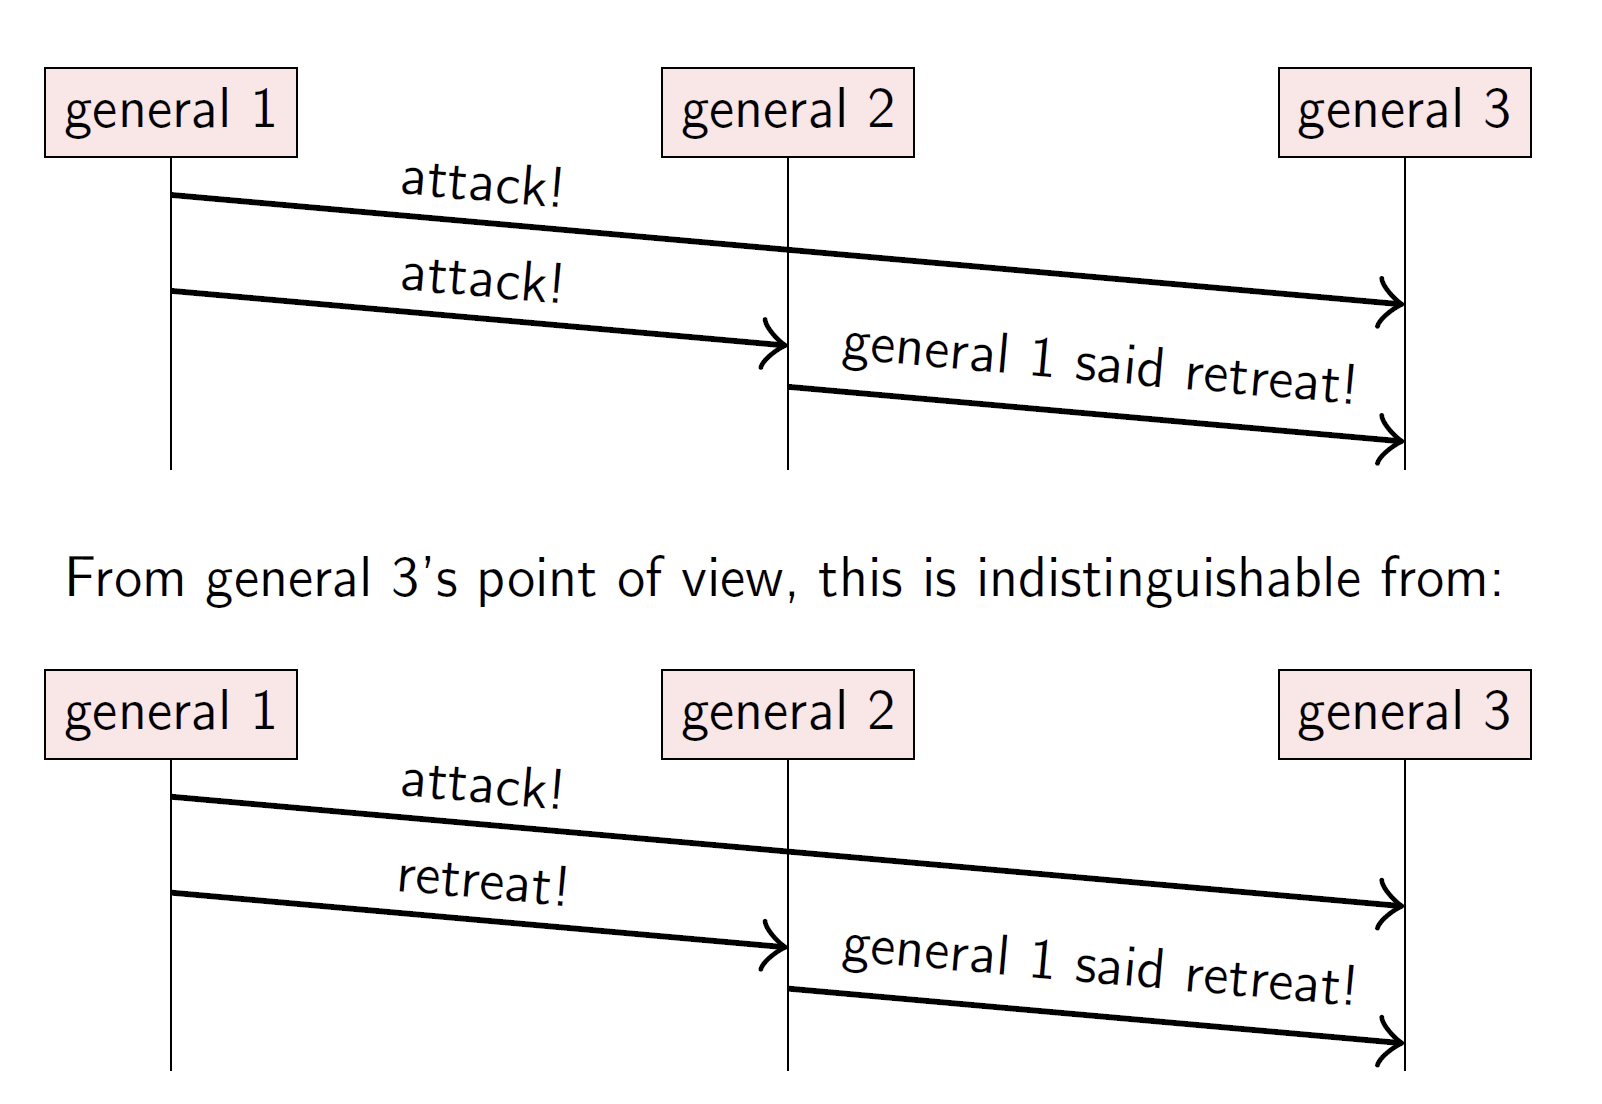 general 1 general 2 general 3
attack!
attack!
general 1 said retreat!
From general 3's point of view, this is indistinguishable from:
general 1 general 2 general 3
attack!
retreat!
general 1 said retreat!